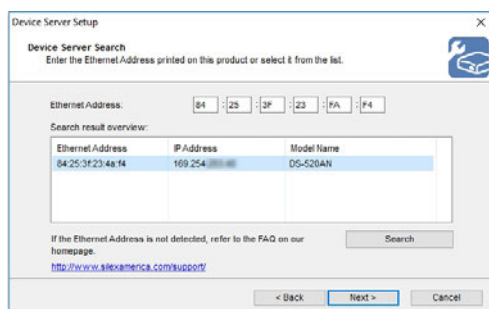 Device Server Setup
Device Server Search
Enter the Ethernet Address printed on this product or select it from the list.
Ethernet Address: 84 : 25 : 3F : 23 : FA : F4
Search result overview:
Ethernet Address IP Address Model Name
84:25:3f:23:4a:f4 169.254 DS-520AN
If the Ethernet Address is not detected, refer to the FAQ on our
homepage.
Search
http://www.silexamerica.com/support/
< Back Next > Cancel